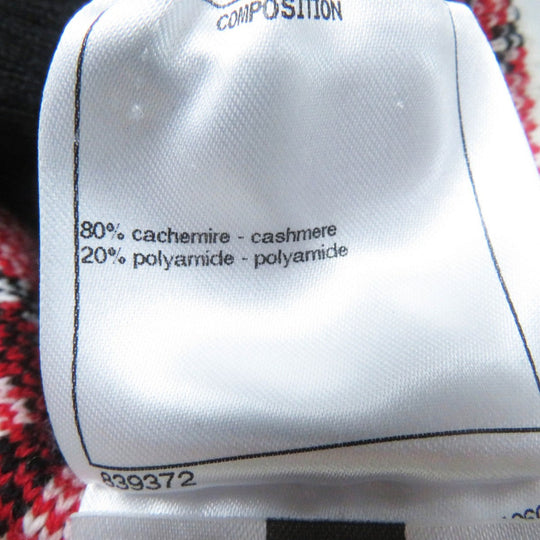 COMPOSITION
80% cachemire - cashmere
20% polyamide - polyamide
839372